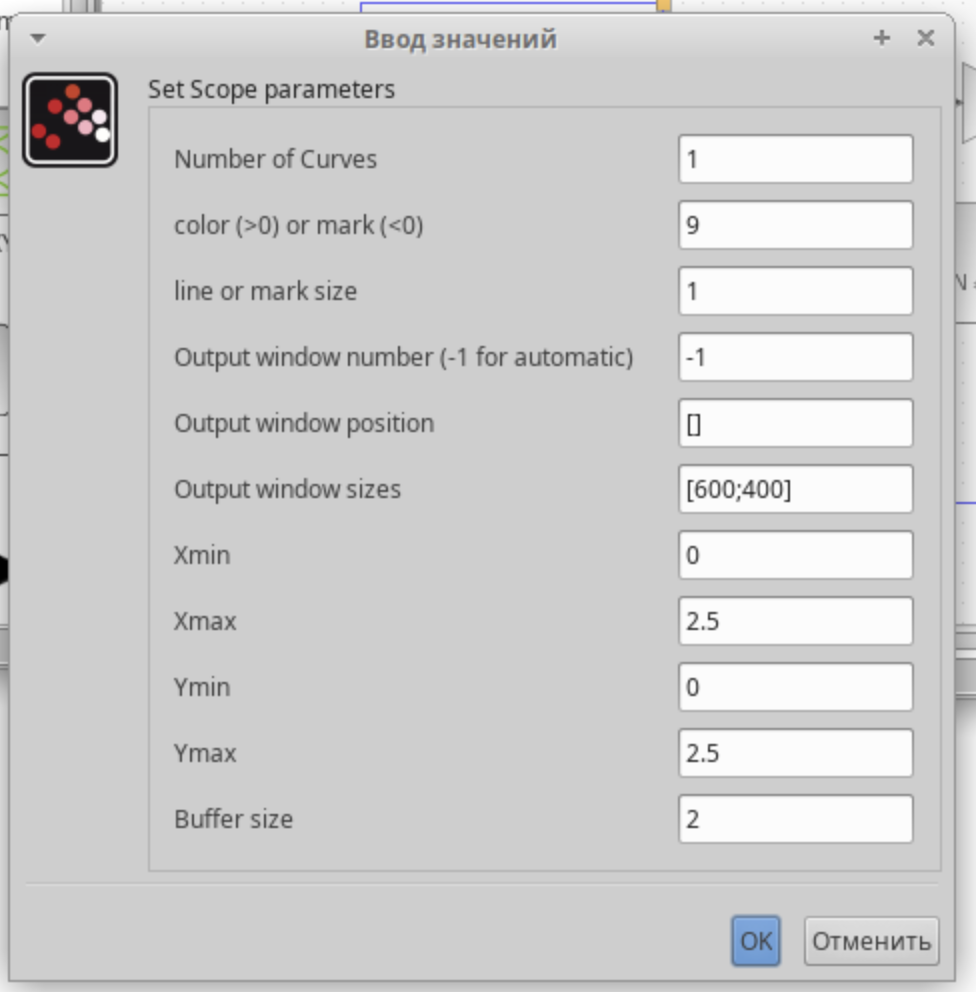 Ввод значений
Set Scope parameters
Number of Curves 1
color (>0) or mark (<0) 9
line or mark size 1
Output window number (-1 for automatic) -1
Output window position []
Output window sizes [600;400]
Xmin 0
Xmax 2.5
Ymin 0
Ymax 2.5
Buffer size 2
OK Отменить